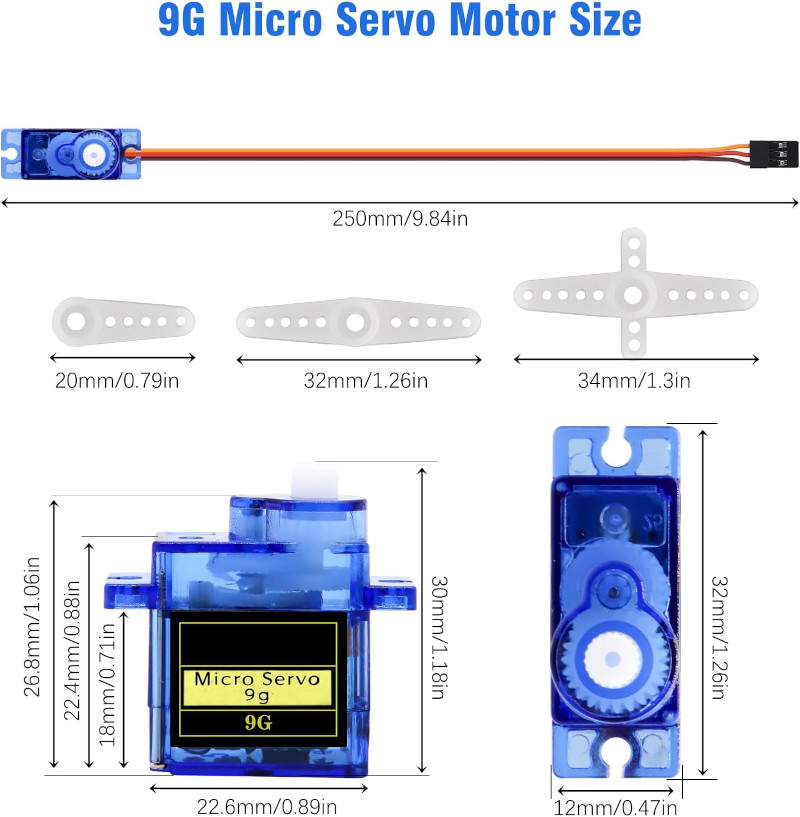 9G Micro Servo Motor Size
250mm/9.84in
20mm/0.79in
32mm/1.26in
34mm/1.3in
26.8mm/1.06in
22.4mm/0.88in
18mm/0.71in
Micro Servo
9g
9G
30mm/1.18in
22.6mm/0.89in
32mm/1.26in
12mm/0.47in